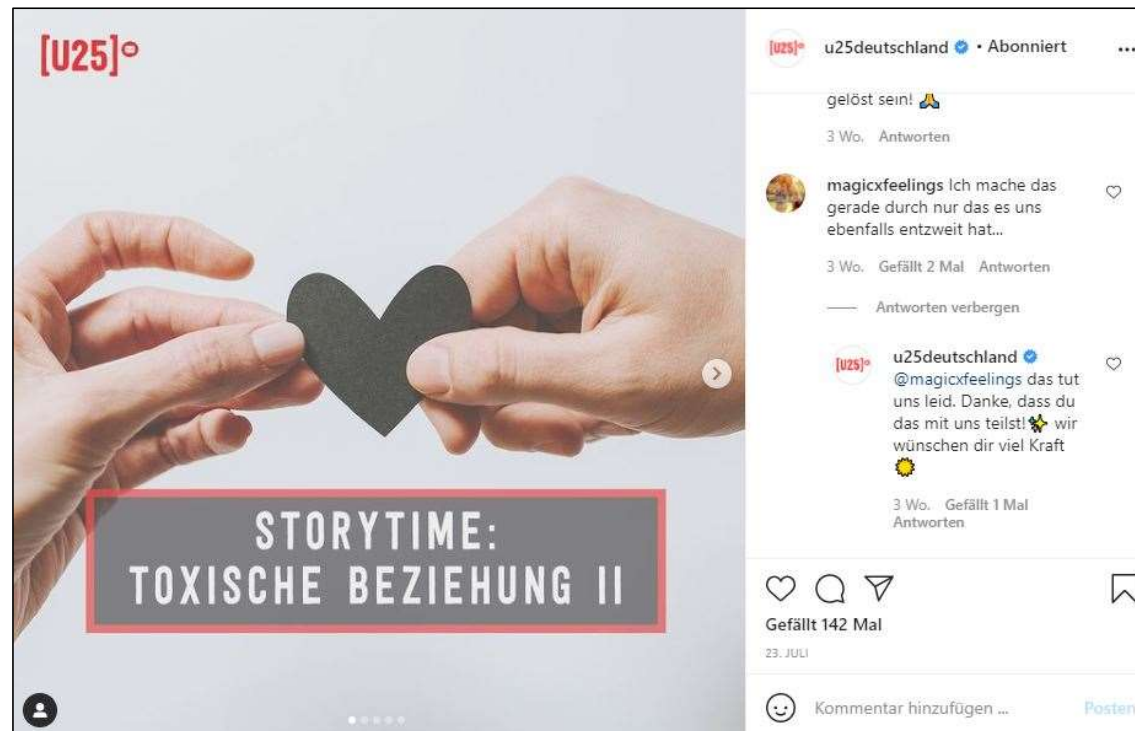 [U25]
STORYTIME:
TOXISCHE BEZIEHUNG II
[U25] u25deutschland • Abonniert
gelöst sein! 🙏
3 Wo. Antworten
magicxfeelings Ich mache das
gerade durch nur das es uns
ebenfalls entzweit hat...
3 Wo. Gefällt 2 Mal Antworten
Antworten verbergen
[U25] u25deutschland
@magicxfeelings das tut
uns leid. Danke, dass du
das mit uns teilst!✨ wir
wünschen dir viel Kraft
🌞
3 Wo. Gefällt 1 Mal
Antworten
Gefällt 142 Mal
23. JULI
Kommentar hinzufügen ... Posten